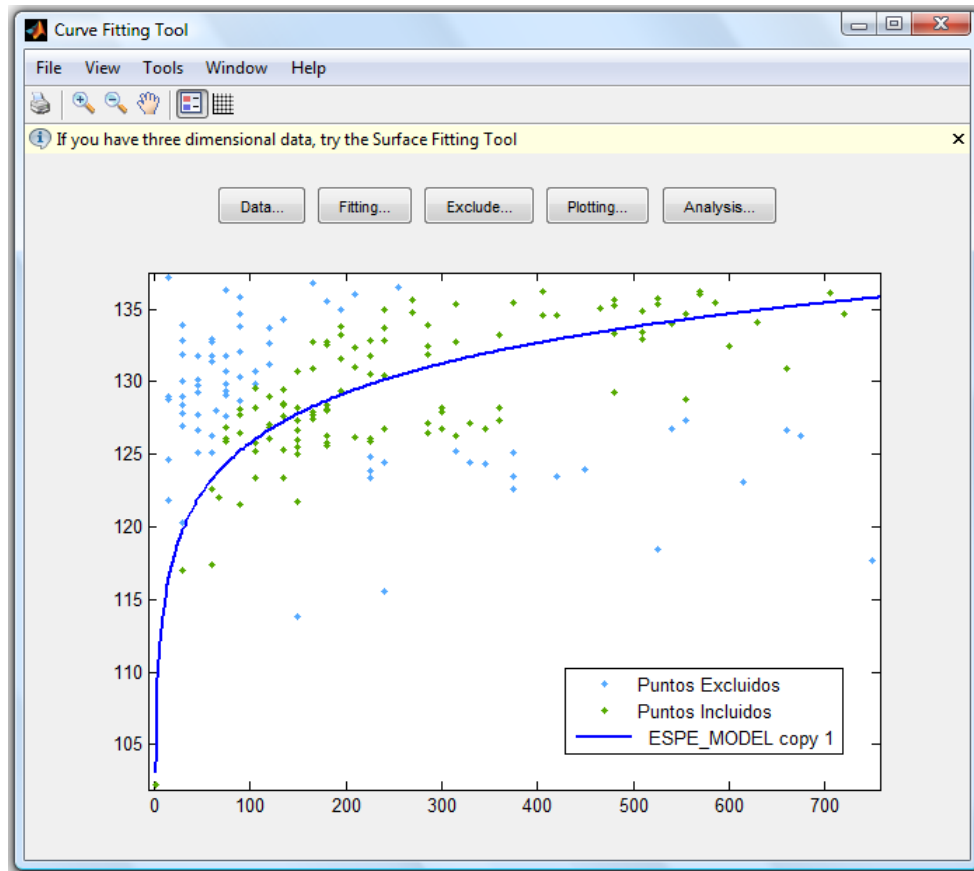 Curve Fitting Tool
File View Tools Window Help
If you have three dimensional data, try the Surface Fitting Tool
Data... Fitting... Exclude... Plotting... Analysis...
135
130
125
120
115
110
105
Puntos Excluidos
Puntos Incluidos
ESPE_MODEL copy 1
0 100 200 300 400 500 600 700